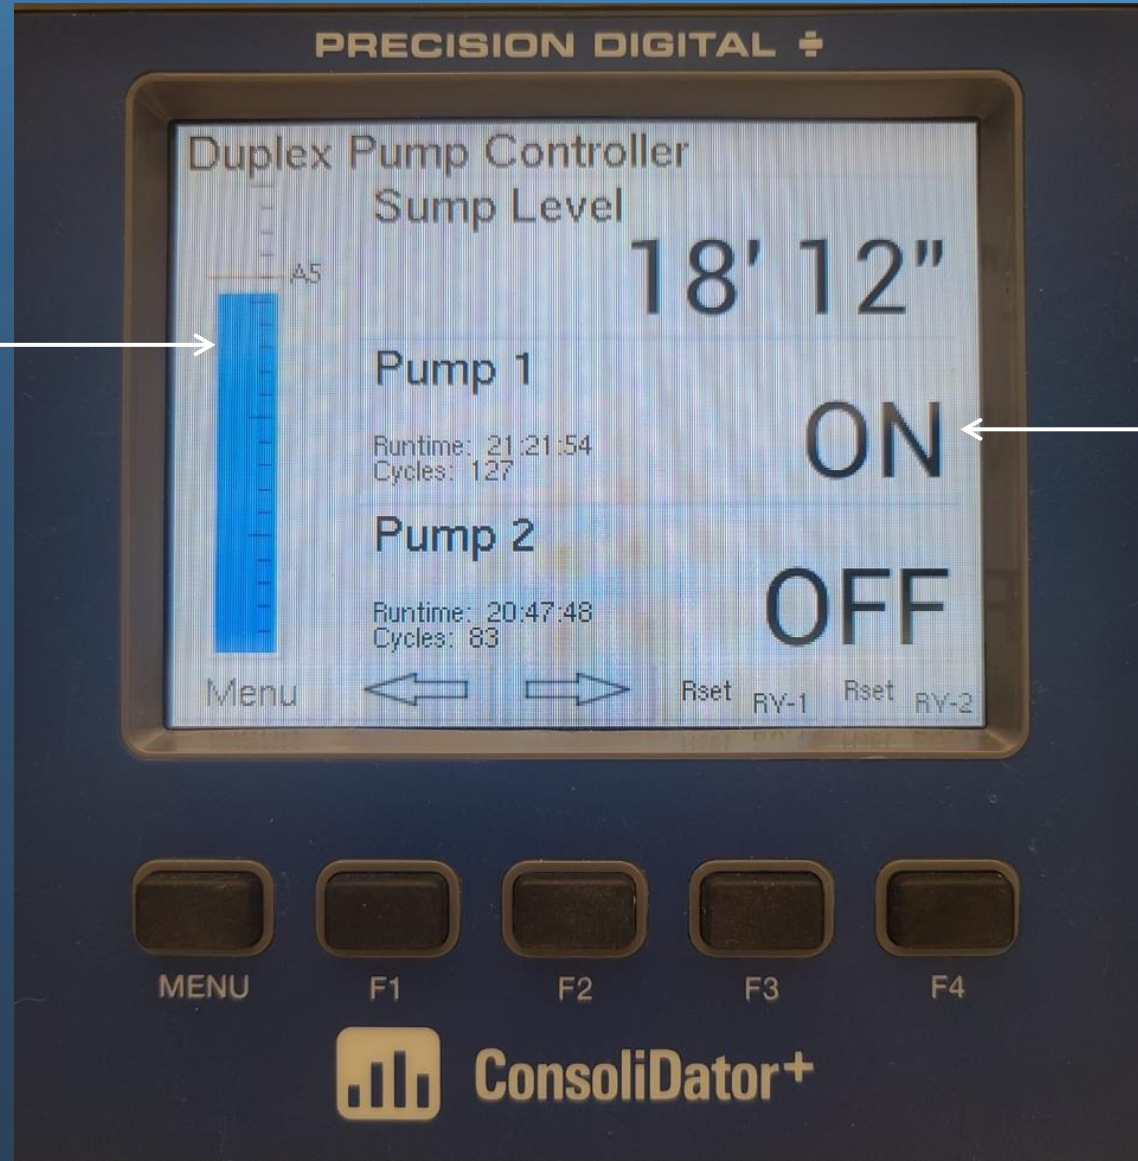 PRECISION DIGITAL
Duplex Pump Controller
Sump Level
18' 12"
A5
Pump 1
ON
Runtime: 21:21:54
Cycles: 127
Pump 2
OFF
Runtime: 20:47:48
Cycles: 83
Menu Rset RV-1 Rset RV-2
MENU F1 F2 F3 F4
ConsoliDator+